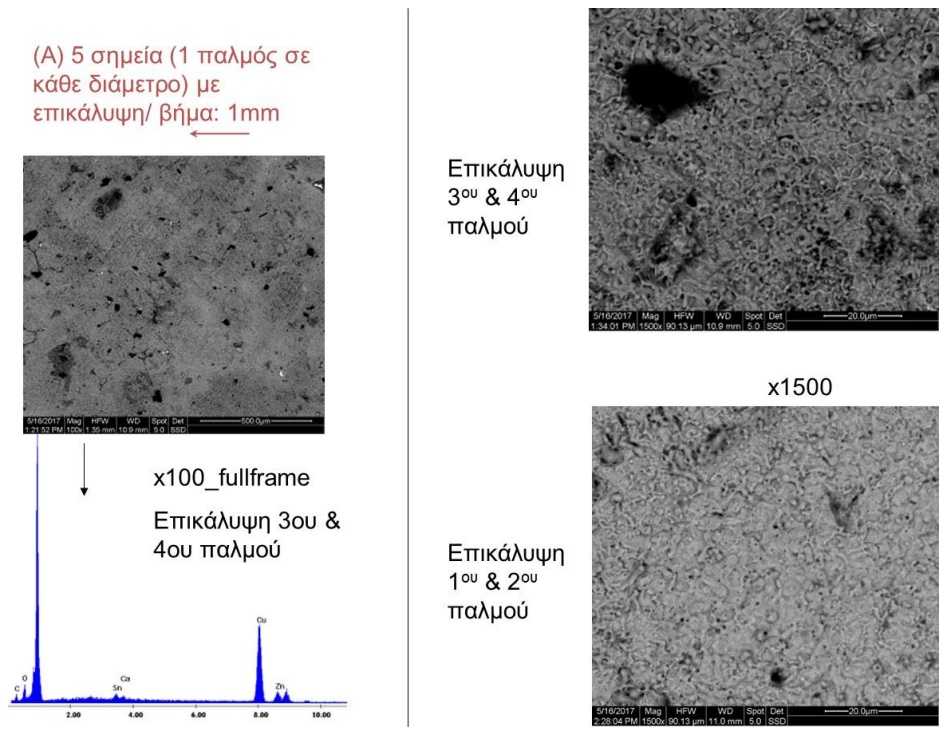 (A) 5 σημεία (1 παλμός σε
κάθε διάμετρο) με
επικάλυψη/ βήμα: 1mm
5/16/2017 Mag HFW WD Spot Det
1:21:52 PM 100x 1.35 mm 10.9 mm 5.0 SSD
500.0µm
x100_fullframe
Επικάλυψη 3ου &
4ου παλμού
C O Sn Ca Cu Zn
2.00 4.00 6.00 8.00 10.00
Επικάλυψη
3ου & 4ου
παλμού
5/16/2017 Mag HFW WD Spot Det
1:34:01 PM 1500x 90.13 µm 10.9 mm 5.0 SSD
20.0µm
x1500
Επικάλυψη
1ου & 2ου
παλμού
5/16/2017 Mag HFW WD Spot Det
2:28:04 PM 1500x 90.13 µm 11.0 mm 5.0 SSD
20.0µm